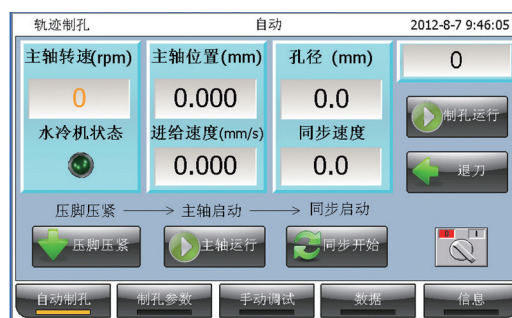 轨迹制孔 自动 2012-8-7 9:46:05
主轴转速(rpm) 主轴位置(mm) 孔径 (mm) 0
0 0.000 0.0
制孔运行
水冷机状态 进给速度(mm/s) 同步速度
0.000 0.0
退刀
压脚压紧 主轴启动 同步启动
压脚压紧 主轴运行 同步开始
0 I
自动制孔 制孔参数 手动调试 数据 信息